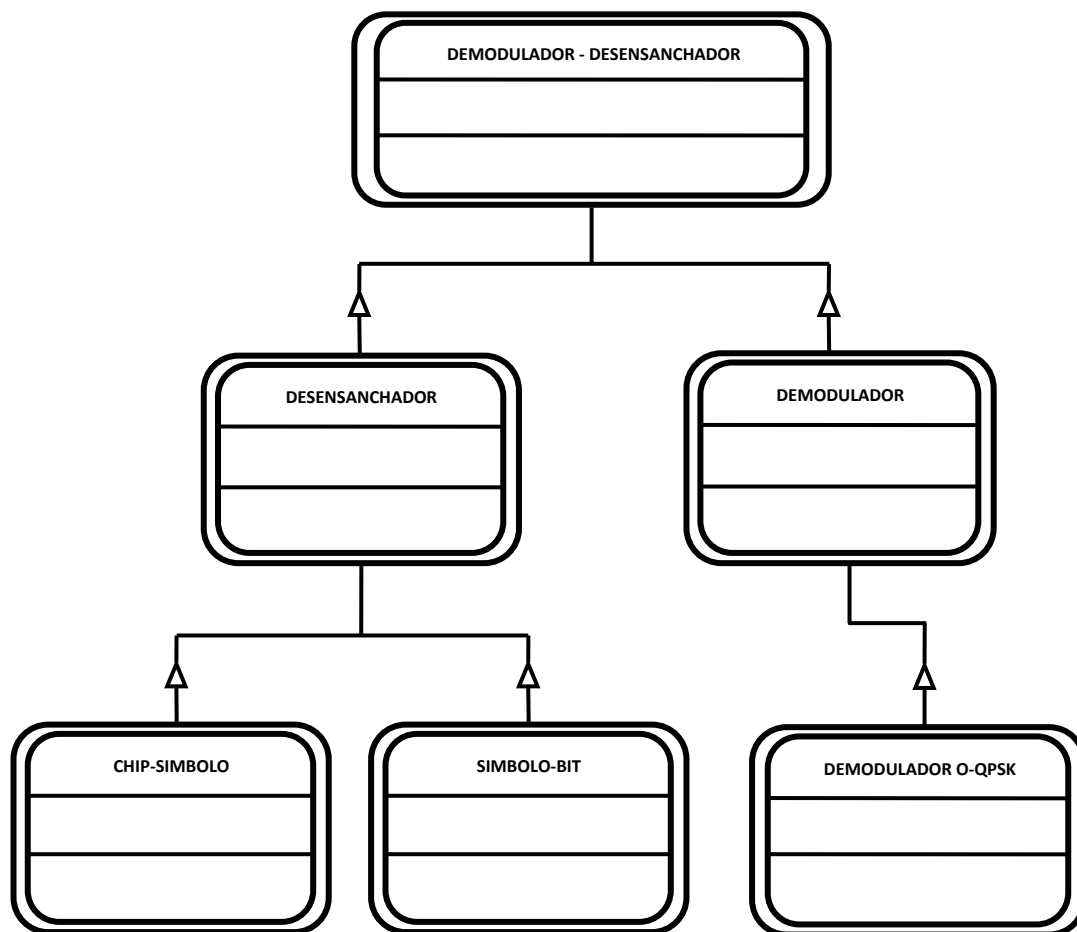 DEMODULADOR - DESENSANCHADOR
DESENSANCHADOR
DEMODULADOR
CHIP-SIMBOLO
SIMBOLO-BIT
DEMODULADOR O-QPSK